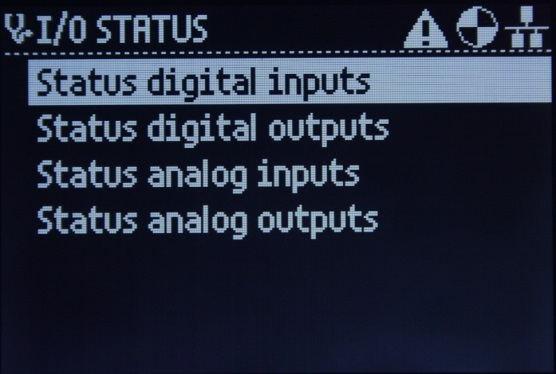 I/O STATUS
Status digital inputs
Status digital outputs
Status analog inputs
Status analog outputs